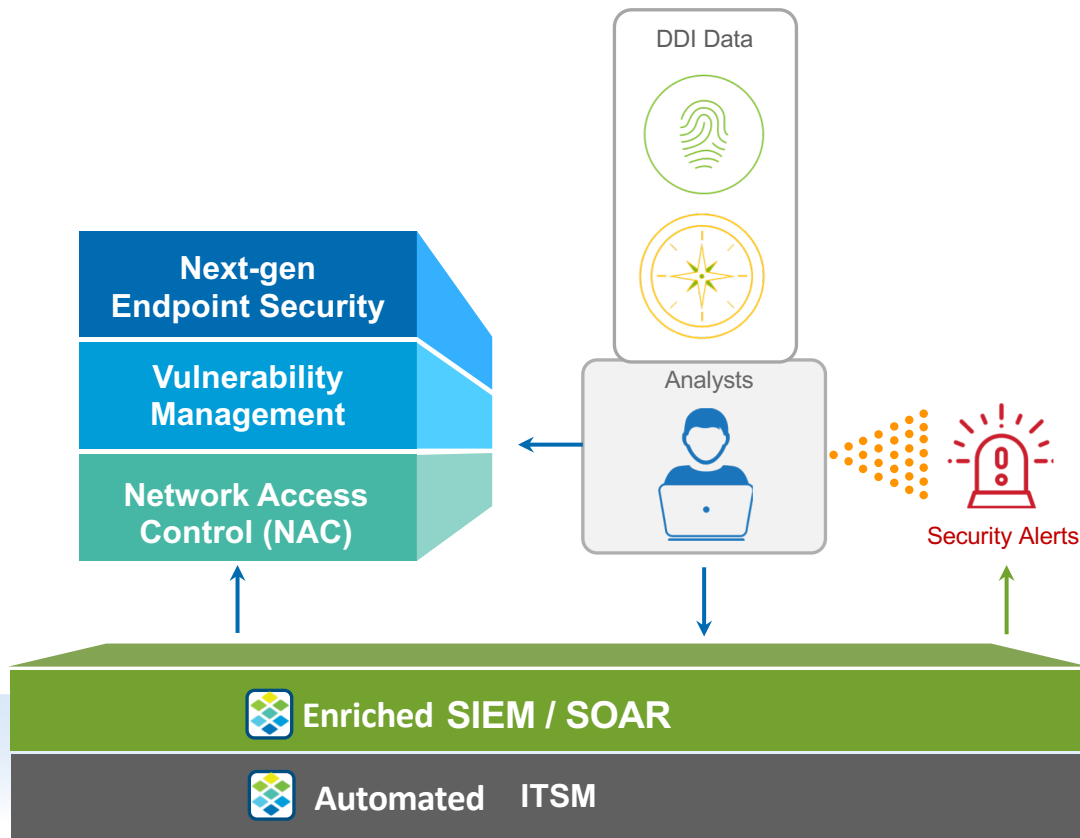 DDI Data
Next-gen
Endpoint Security
Vulnerability
Management
Network Access
Control (NAC)
Analysts
Security Alerts
Enriched SIEM / SOAR
Automated ITSM